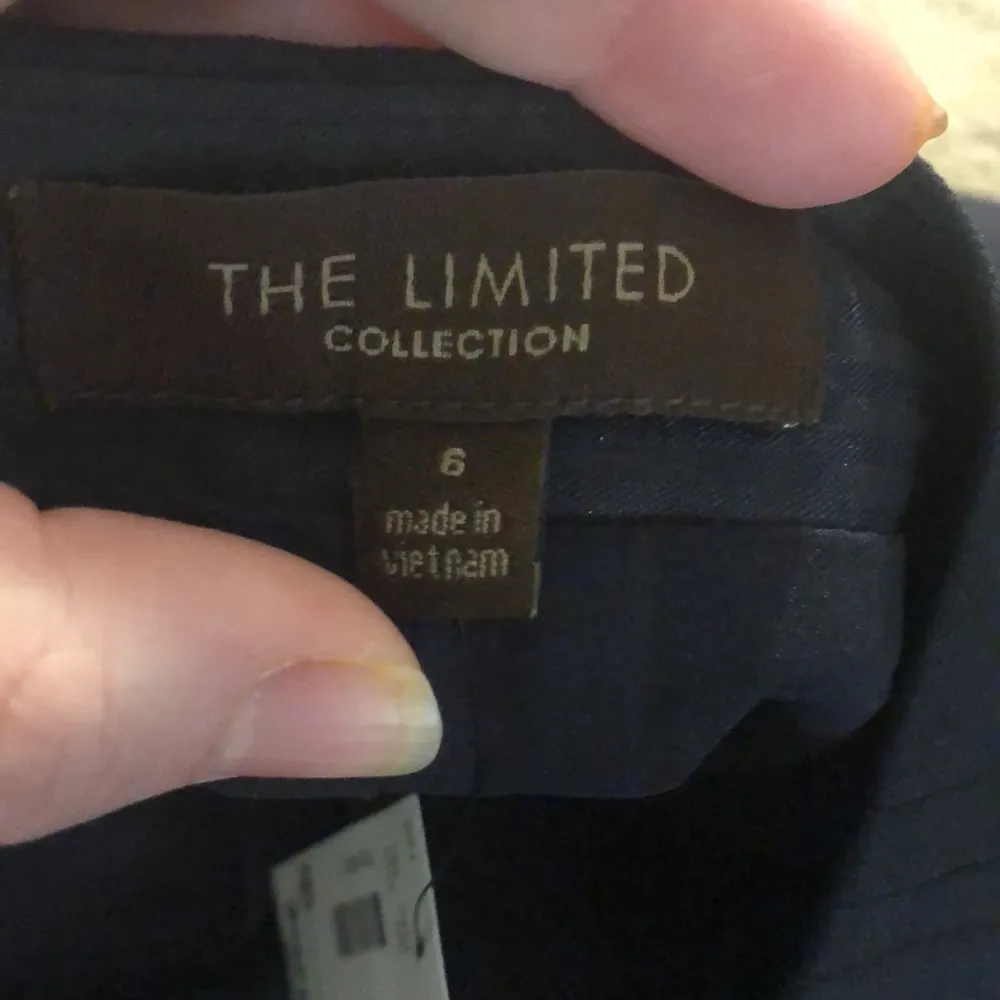 THE LIMITED
COLLECTION
6
made in
vietnam